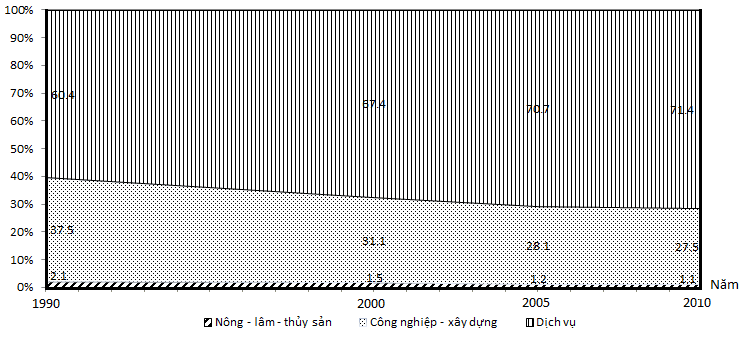 100%
90%
80%
70%
60%
50%
40%
30%
20%
10%
0%
60.4 67.4 70.7 71.4
37.5 31.1 28.1 27.5
2.1 1.5 1.2 1.1
Năm
1990 2000 2005 2010
Nông - lâm - thủy sản Công nghiệp - xây dựng Dịch vụ